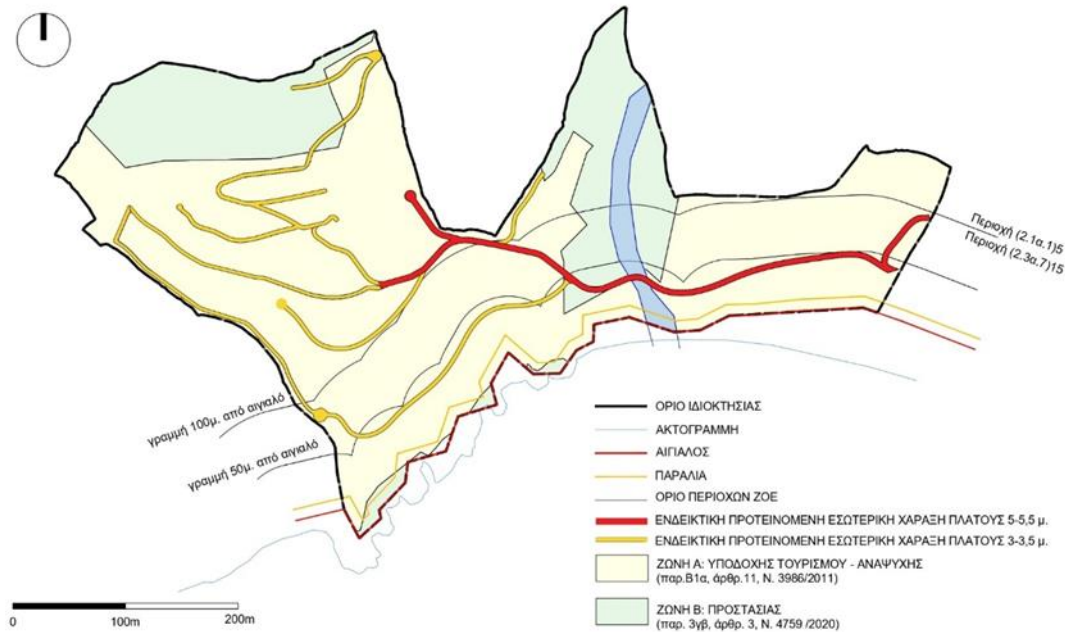 Περιοχή (2.1α,1)5
Περιοχή (2.3α,7)15
γραμμή 100μ. από αιγιαλό
γραμμή 50μ. από αιγιαλό
ΟΡΙΟ ΙΔΙΟΚΤΗΣΙΑΣ
ΑΚΤΟΓΡΑΜΜΗ
ΑΙΓΙΑΛΟΣ
ΠΑΡΑΛΙΑ
ΟΡΙΟ ΠΕΡΙΟΧΩΝ ΖΟΕ
ΕΝΔΕΙΚΤΙΚΗ ΠΡΟΤΕΙΝΟΜΕΝΗ ΕΣΩΤΕΡΙΚΗ ΧΑΡΑΞΗ ΠΛΑΤΟΥΣ 5-5,5 μ.
ΕΝΔΕΙΚΤΙΚΗ ΠΡΟΤΕΙΝΟΜΕΝΗ ΕΣΩΤΕΡΙΚΗ ΧΑΡΑΞΗ ΠΛΑΤΟΥΣ 3-3,5 μ.
ΖΩΝΗ Α: ΥΠΟΔΟΧΗΣ ΤΟΥΡΙΣΜΟΥ - ΑΝΑΨΥΧΗΣ
(παρ.Β1α, άρθρ.11, Ν. 3986/2011)
ΖΩΝΗ Β: ΠΡΟΣΤΑΣΙΑΣ
(παρ. 3γβ, άρθρ. 3, Ν. 4759 /2020)
0 100m 200m